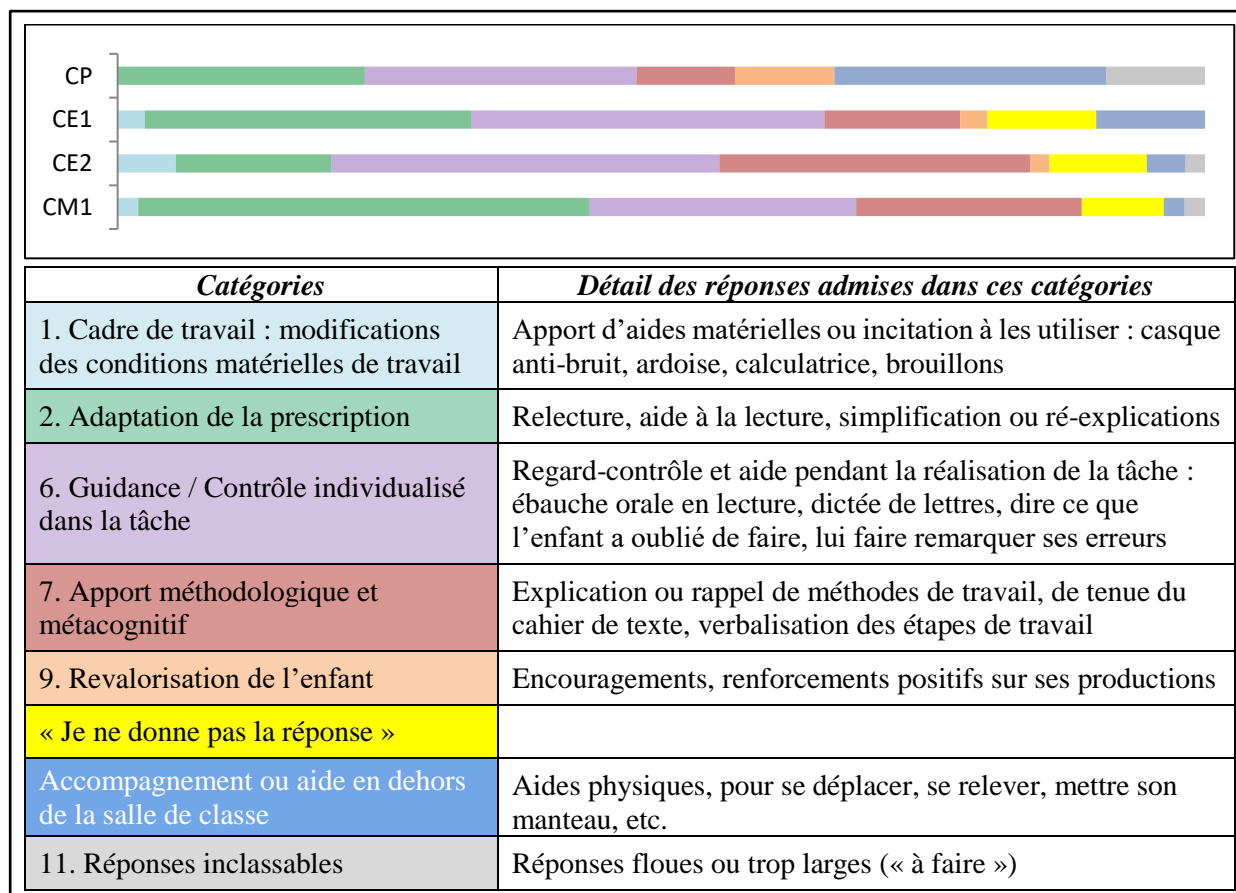 CP
CE1
CE2
CM1
Catégories
Détail des réponses admises dans ces catégories
1. Cadre de travail : modifications
des conditions matérielles de travail
Apport d’aides matérielles ou incitation à les utiliser : casque
anti-bruit, ardoise, calculatrice, brouillons
2. Adaptation de la prescription
Relecture, aide à la lecture, simplification ou ré-explications
6. Guidance / Contrôle individualisé
dans la tâche
Regard-contrôle et aide pendant la réalisation de la tâche :
ébauche orale en lecture, dictée de lettres, dire ce que
l’enfant a oublié de faire, lui faire remarquer ses erreurs
7. Apport méthodologique et
métacognitif
Explication ou rappel de méthodes de travail, de tenue du
cahier de texte, verbalisation des étapes de travail
9. Revalorisation de l’enfant
Encouragements, renforcements positifs sur ses productions
« Je ne donne pas la réponse »
Accompagnement ou aide en dehors
de la salle de classe
Aides physiques, pour se déplacer, se relever, mettre son
manteau, etc.
11. Réponses inclassables
Réponses floues ou trop larges (« à faire »)